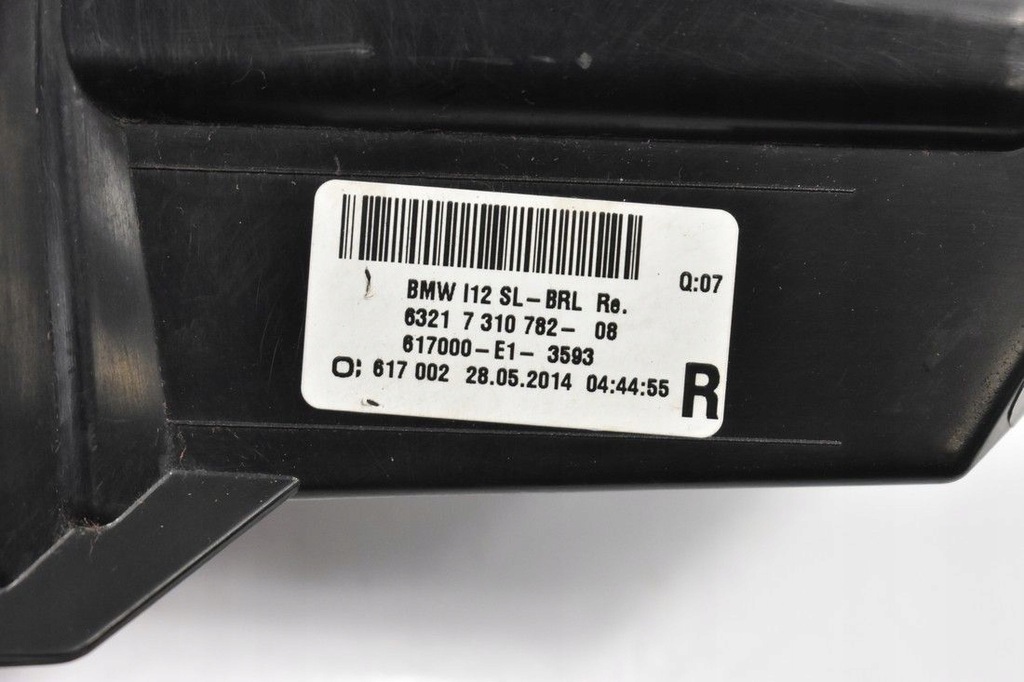 Q:07
BMW I12 SL-BRL Re.
6321 7 310 782- 08
617000-E1- 3593
O; 617 002 28.05.2014 04:44:55 R